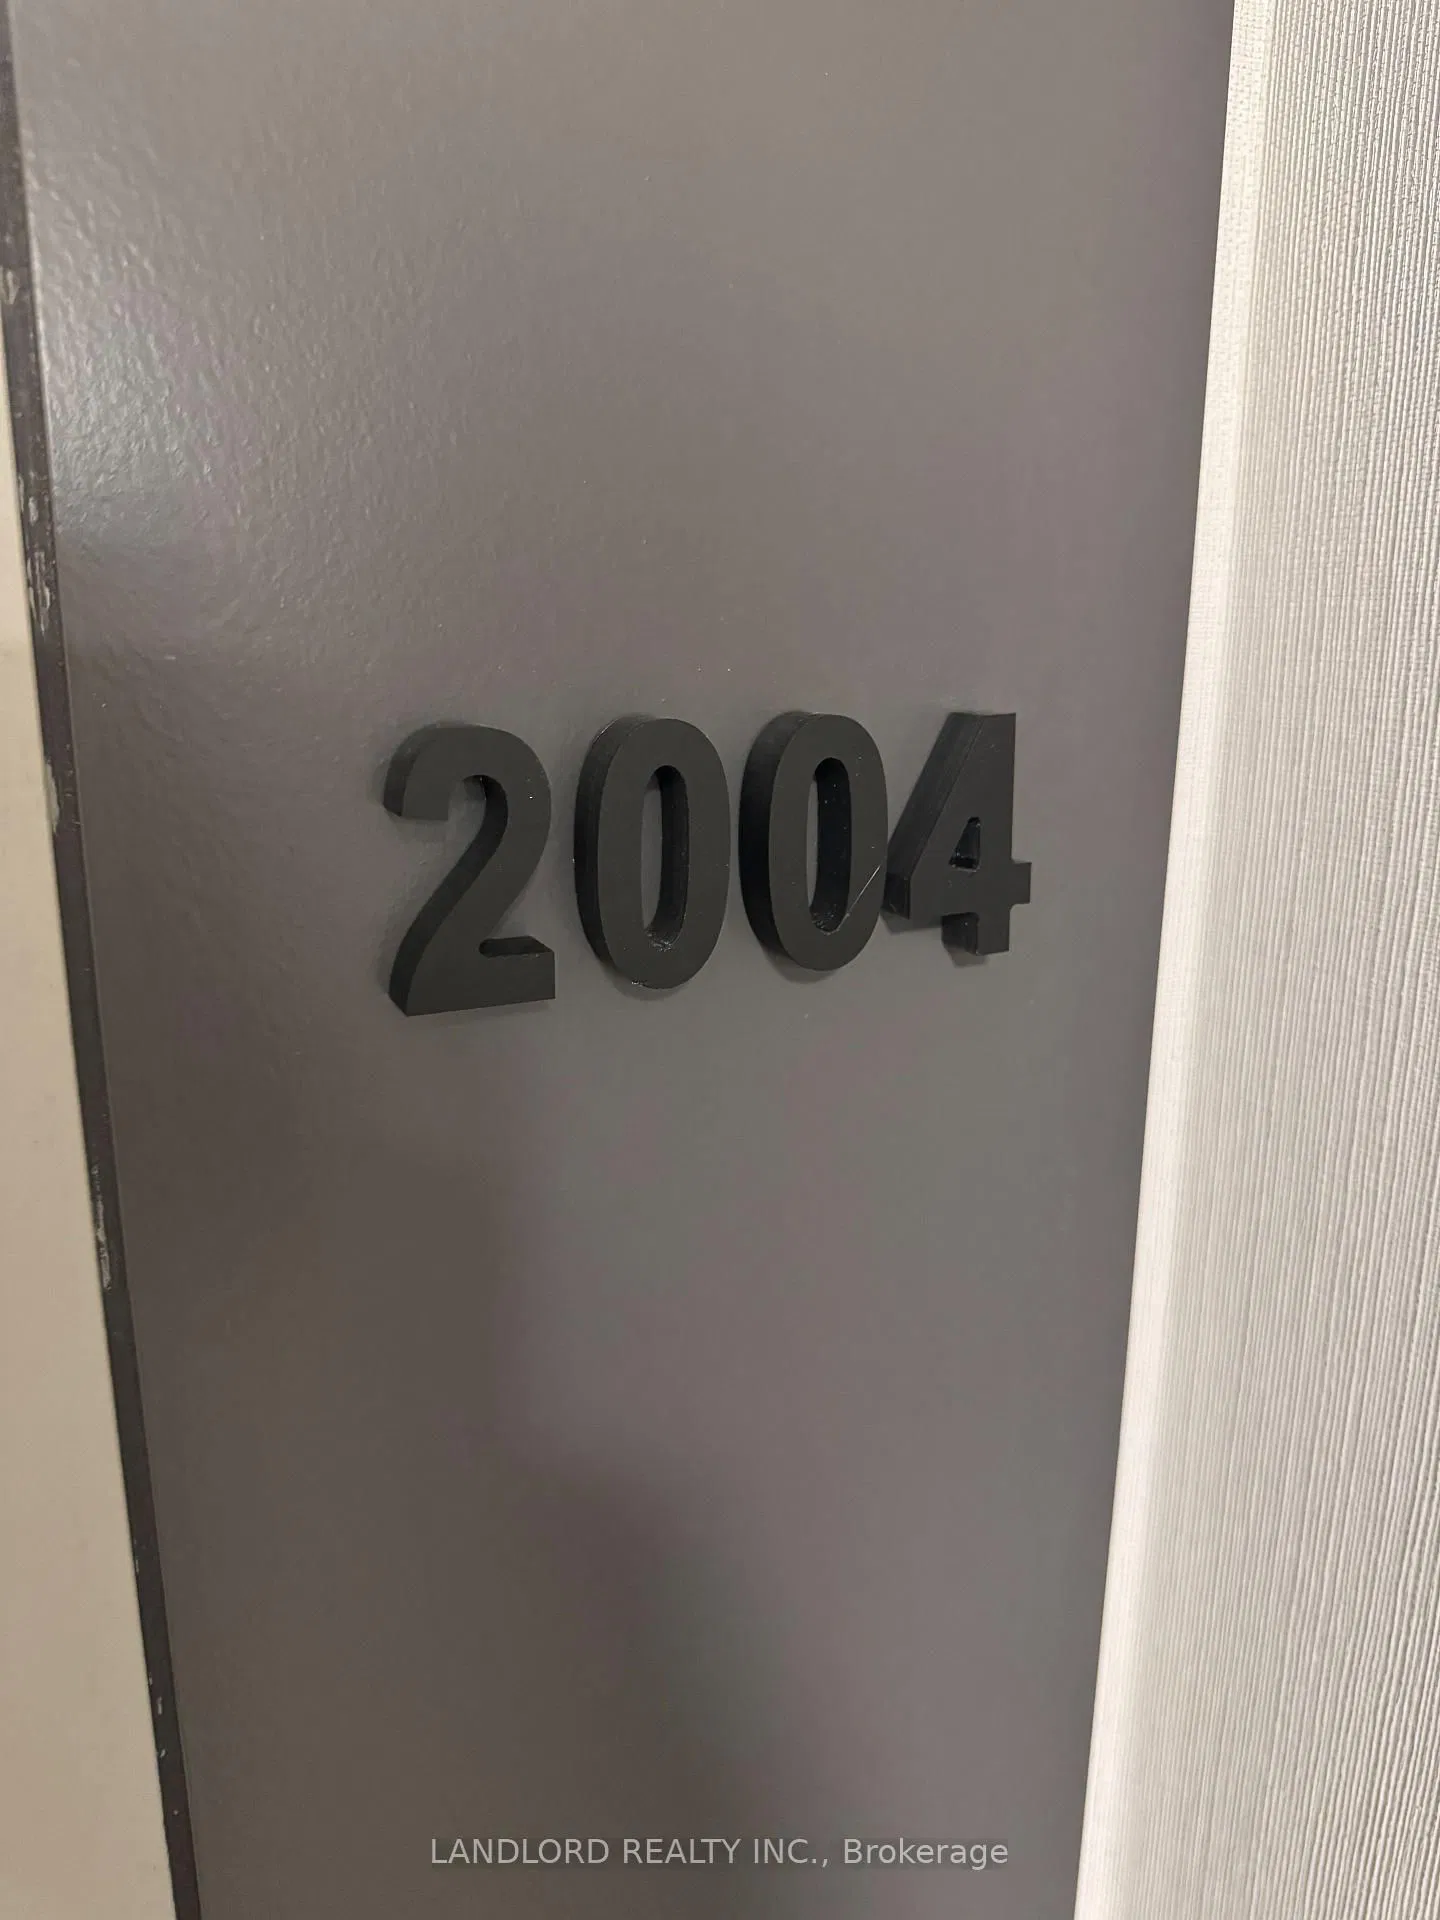 2004
LANDLORD REALTY INC., Brokerage